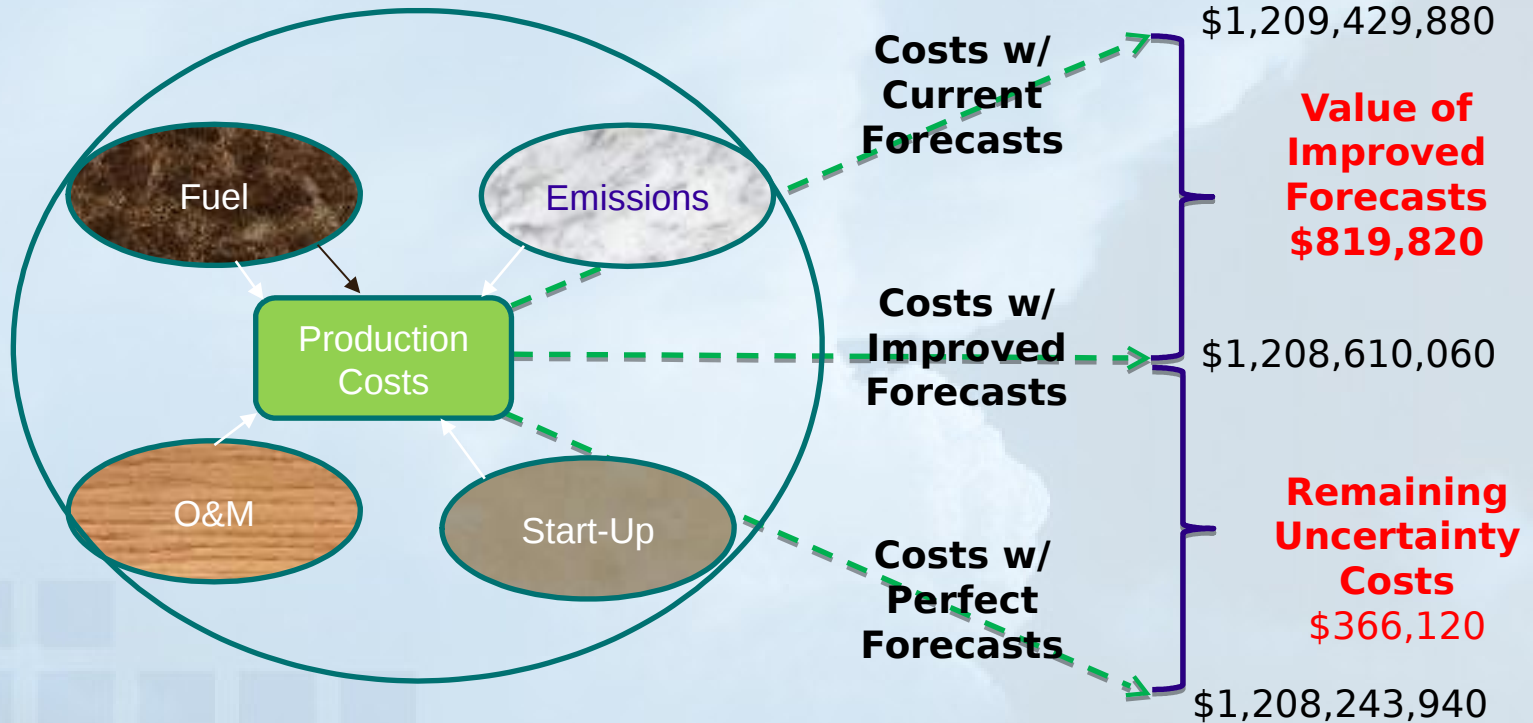 Fuel
Emissions
Production
Costs
O&M
Start-Up
Costs w/
Current
Forecasts
Costs w/
Improved
Forecasts
Costs w/
Perfect
Forecasts
$1,209,429,880
Value of
Improved
Forecasts
$819,820
$1,208,610,060
Remaining
Uncertainty
Costs
$366,120
$1,208,243,940